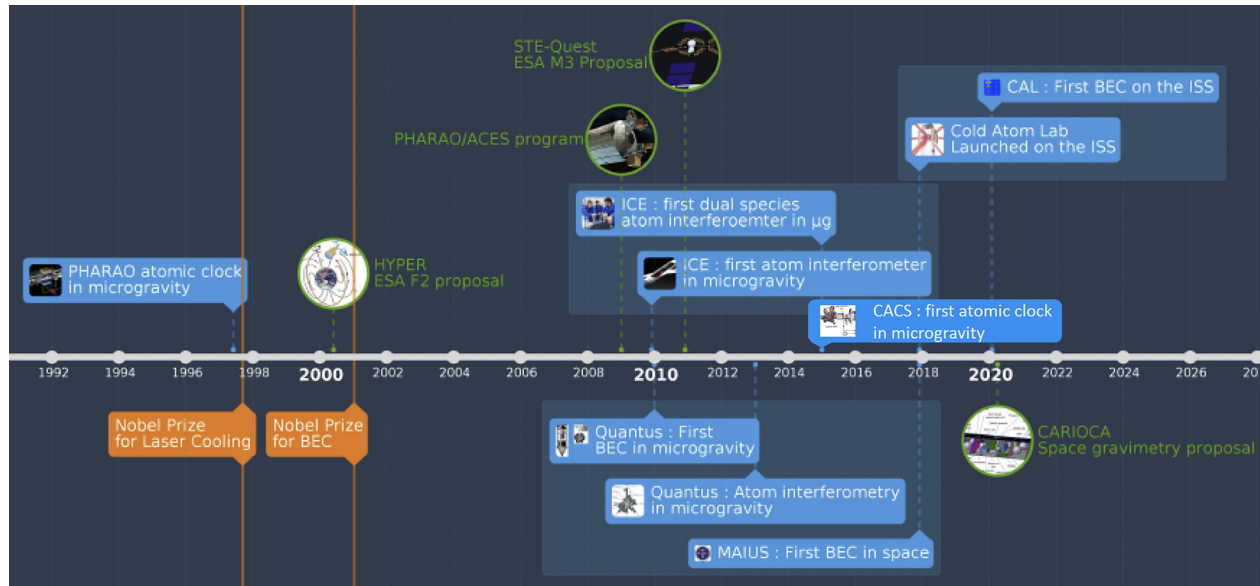 STE-Quest
ESA M3 Proposal
CAL : First BEC on the ISS
PHARAO/ACES program
Cold Atom Lab
Launched on the ISS
ICE : first dual species
atom interferoemter in µg
PHARAO atomic clock
in microgravity
HYPER
ESA F2 proposal
ICE : first atom interferometer
in microgravity
CACS : first atomic clock
in microgravity
1992 1994 1996 1998 2000 2002 2004 2006 2008 2010 2012 2014 2016 2018 2020 2022 2024 2026
Nobel Prize
for Laser Cooling
Nobel Prize
for BEC
Quantus : First
BEC in microgravity
CARIOCA
Space gravimetry proposal
Quantus : Atom interferometry
in microgravity
MAIUS : First BEC in space